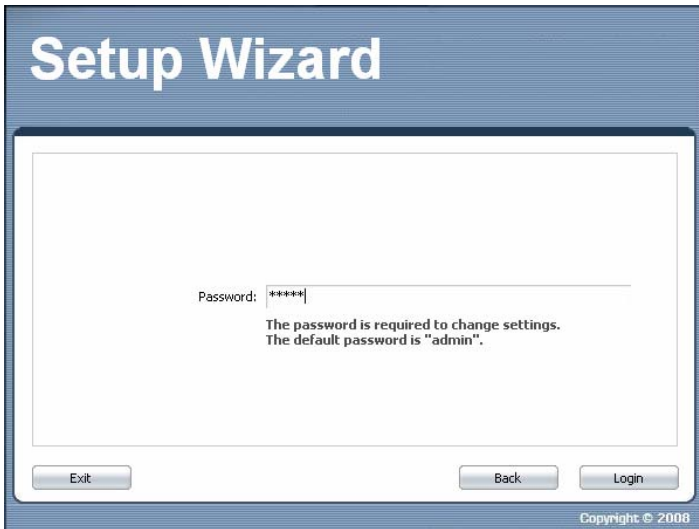 Setup Wizard
Password: *****
The password is required to change settings.
The default password is "admin".
Exit Back Login
Copyright © 2008